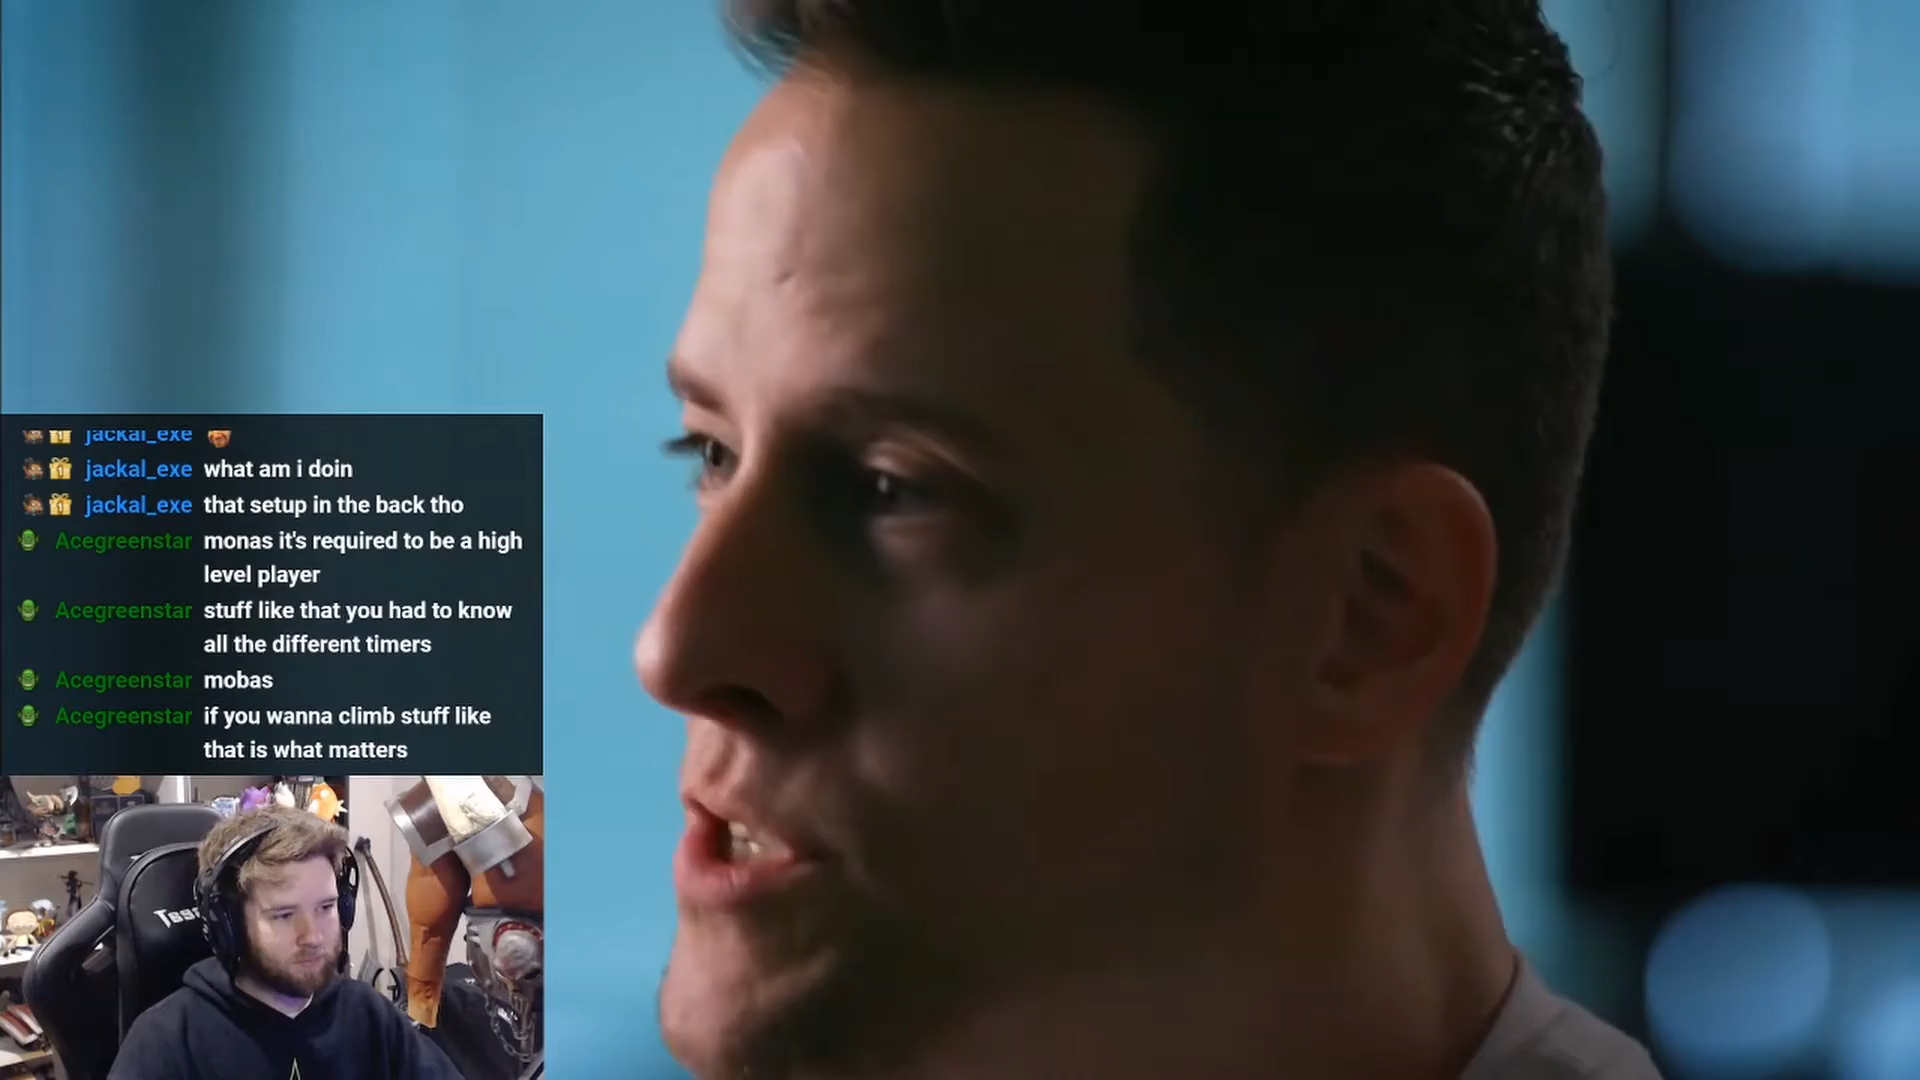 jackal_exe
jackal_exe what am i doin
jackal_exe that setup in the back tho
Acegreenstar monas it's required to be a high
level player
Acegreenstar stuff like that you had to know
all the different timers
Acegreenstar mobas
Acegreenstar if you wanna climb stuff like
that is what matters